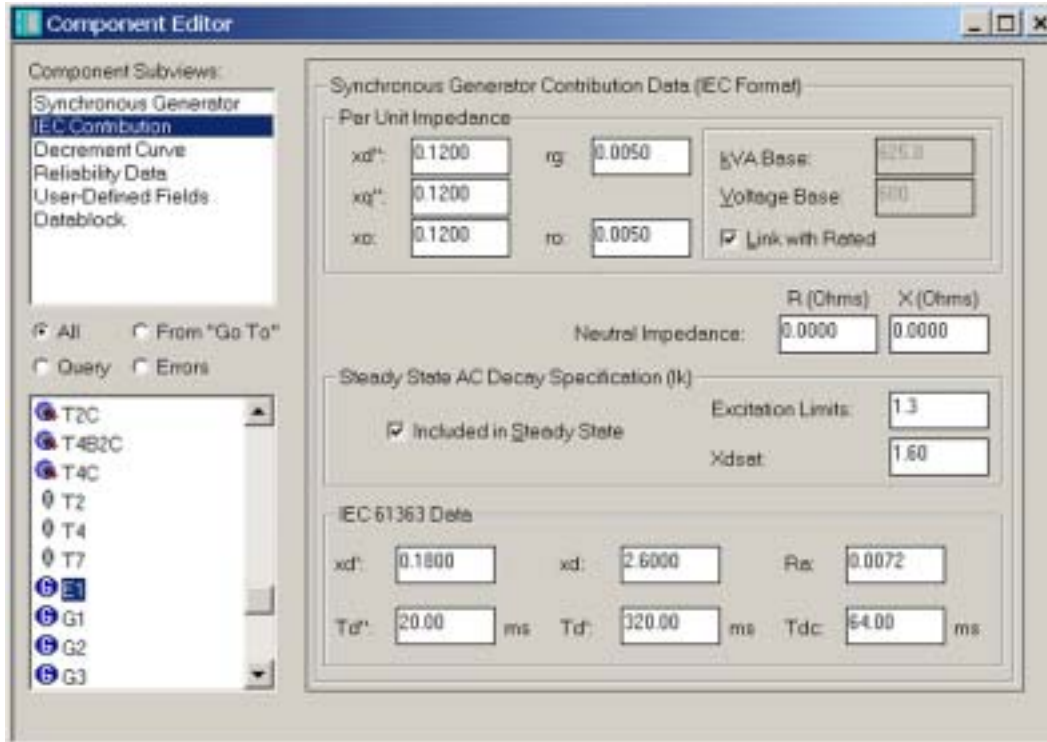 Component Editor
Component Subviews:
Synchronous Generator
IEC Contribution
Decrement Curve
Reliability Data
User-Defined Fields
Datablock
All From "Go To"
Query Errors
T2C
T4B2C
T4C
T2
T4
T7
E1
G1
G2
G3
Synchronous Generator Contribution Data (IEC Format)
Per Unit Impedance
xd": 0.1200 rg: 0.0050
xq": 0.1200
xo: 0.1200 ro: 0.0050
kVA Base: 625.0
Voltage Base: 600
Link with Rated
R (Ohms) X (Ohms)
Neutral Impedance: 0.0000 0.0000
Steady State AC Decay Specification (Ik)
Included in Steady State
Excitation Limits: 1.3
Xdsat: 1.60
IEC 61363 Data
xd': 0.1800 xd: 2.6000 Ra: 0.0072
Td": 20.00 ms Td': 320.00 ms Tdc: 64.00 ms